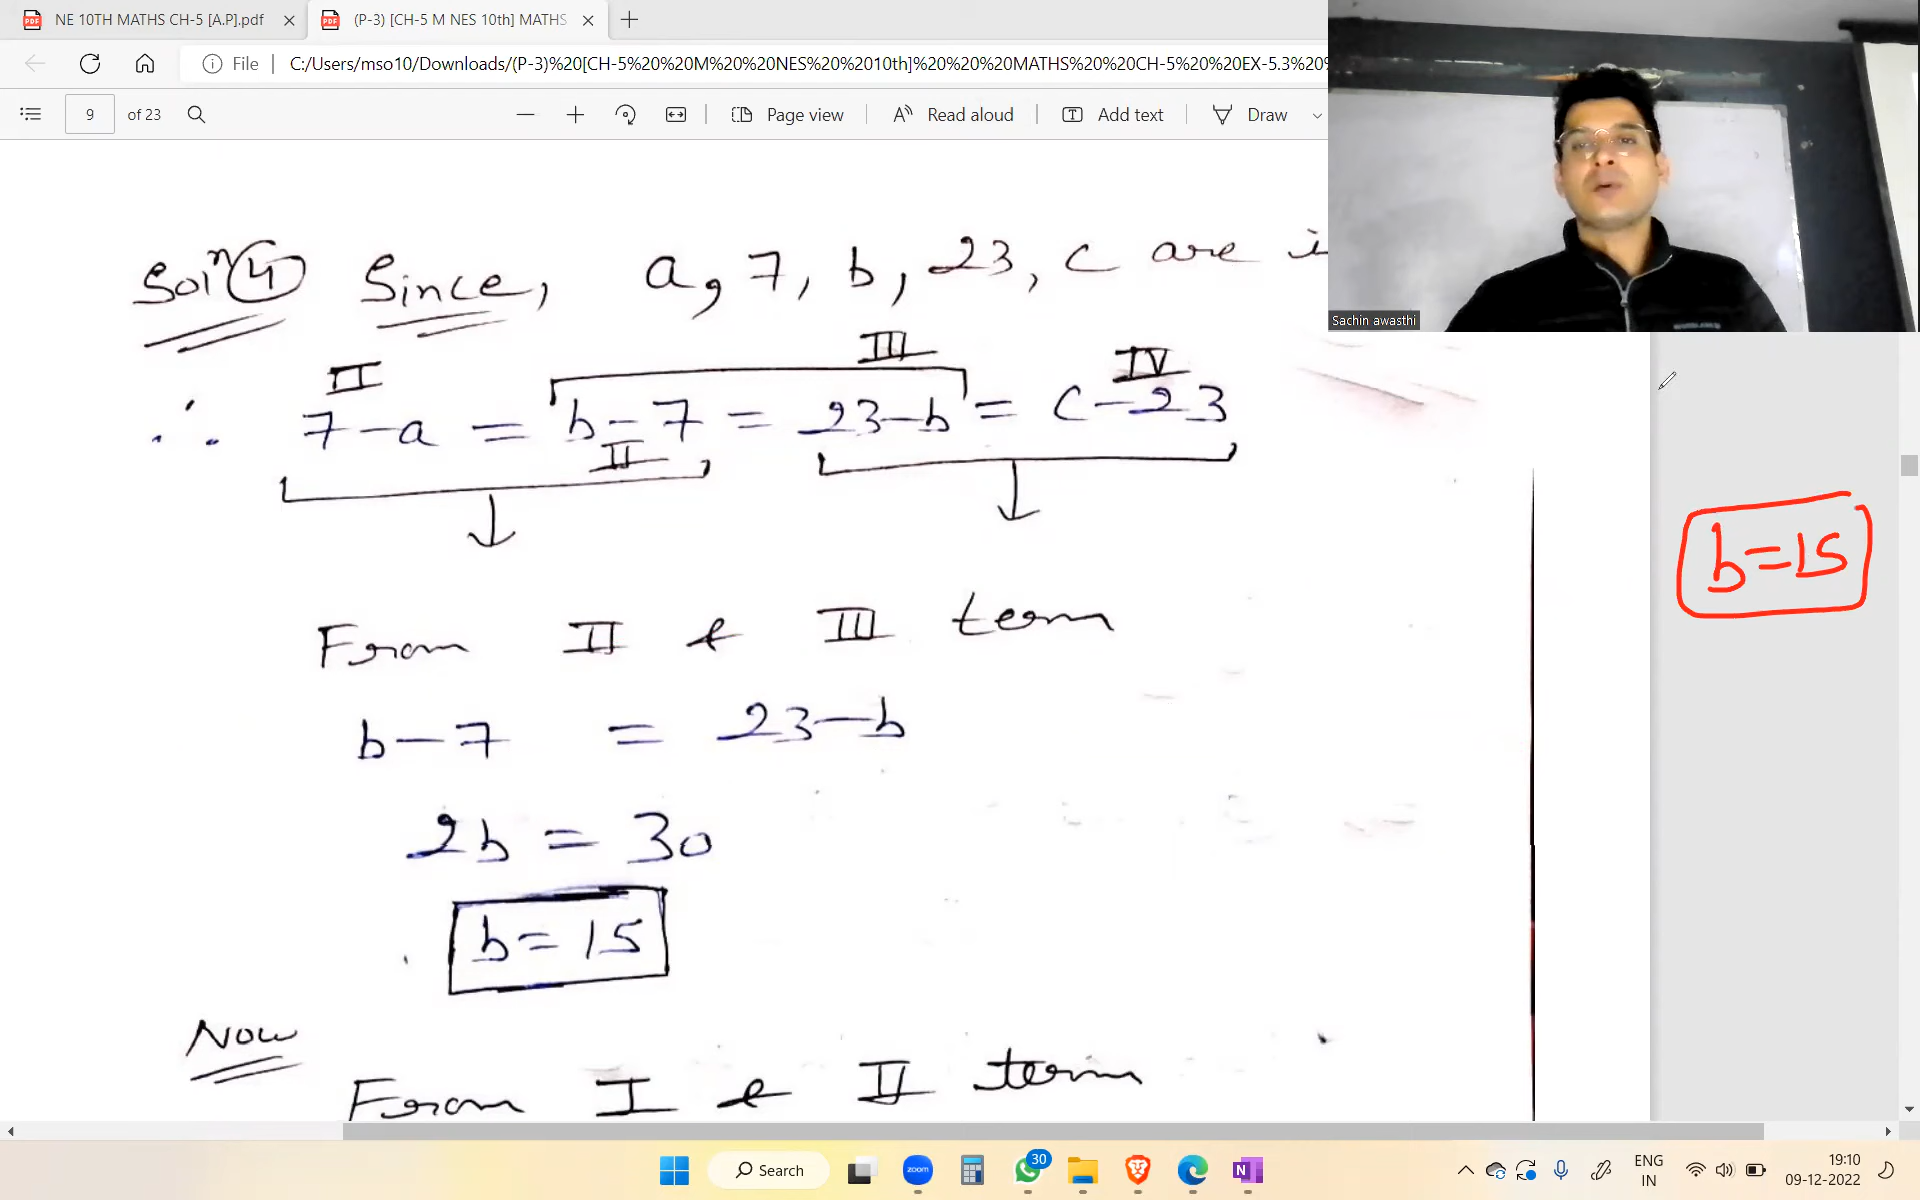 NE 10TH MATHS CH-5 [A.P].pdf
(P-3) [CH-5 M NES 10th] MATHS
File
C:/Users/mso10/Downloads/(P-3)%20[CH-5%20%20M%20%20NES%20%2010th]%20%20%20MATHS%20%20CH-5%20%20EX-5.3%20%
9 of 23
Page view
Read aloud
Add text
Draw
Sachin awasthi
Solⁿ 4 Since, a, 7, b, 23, c are i
II III IV
∴ 7-a = b-7 = 23-b = c-23
II
b=15
From II & III term
b-7 = 23-b
2b = 30
b = 15
Now
From I & II term
Search
zoom
30
N
ENG
IN
19:10
09-12-2022